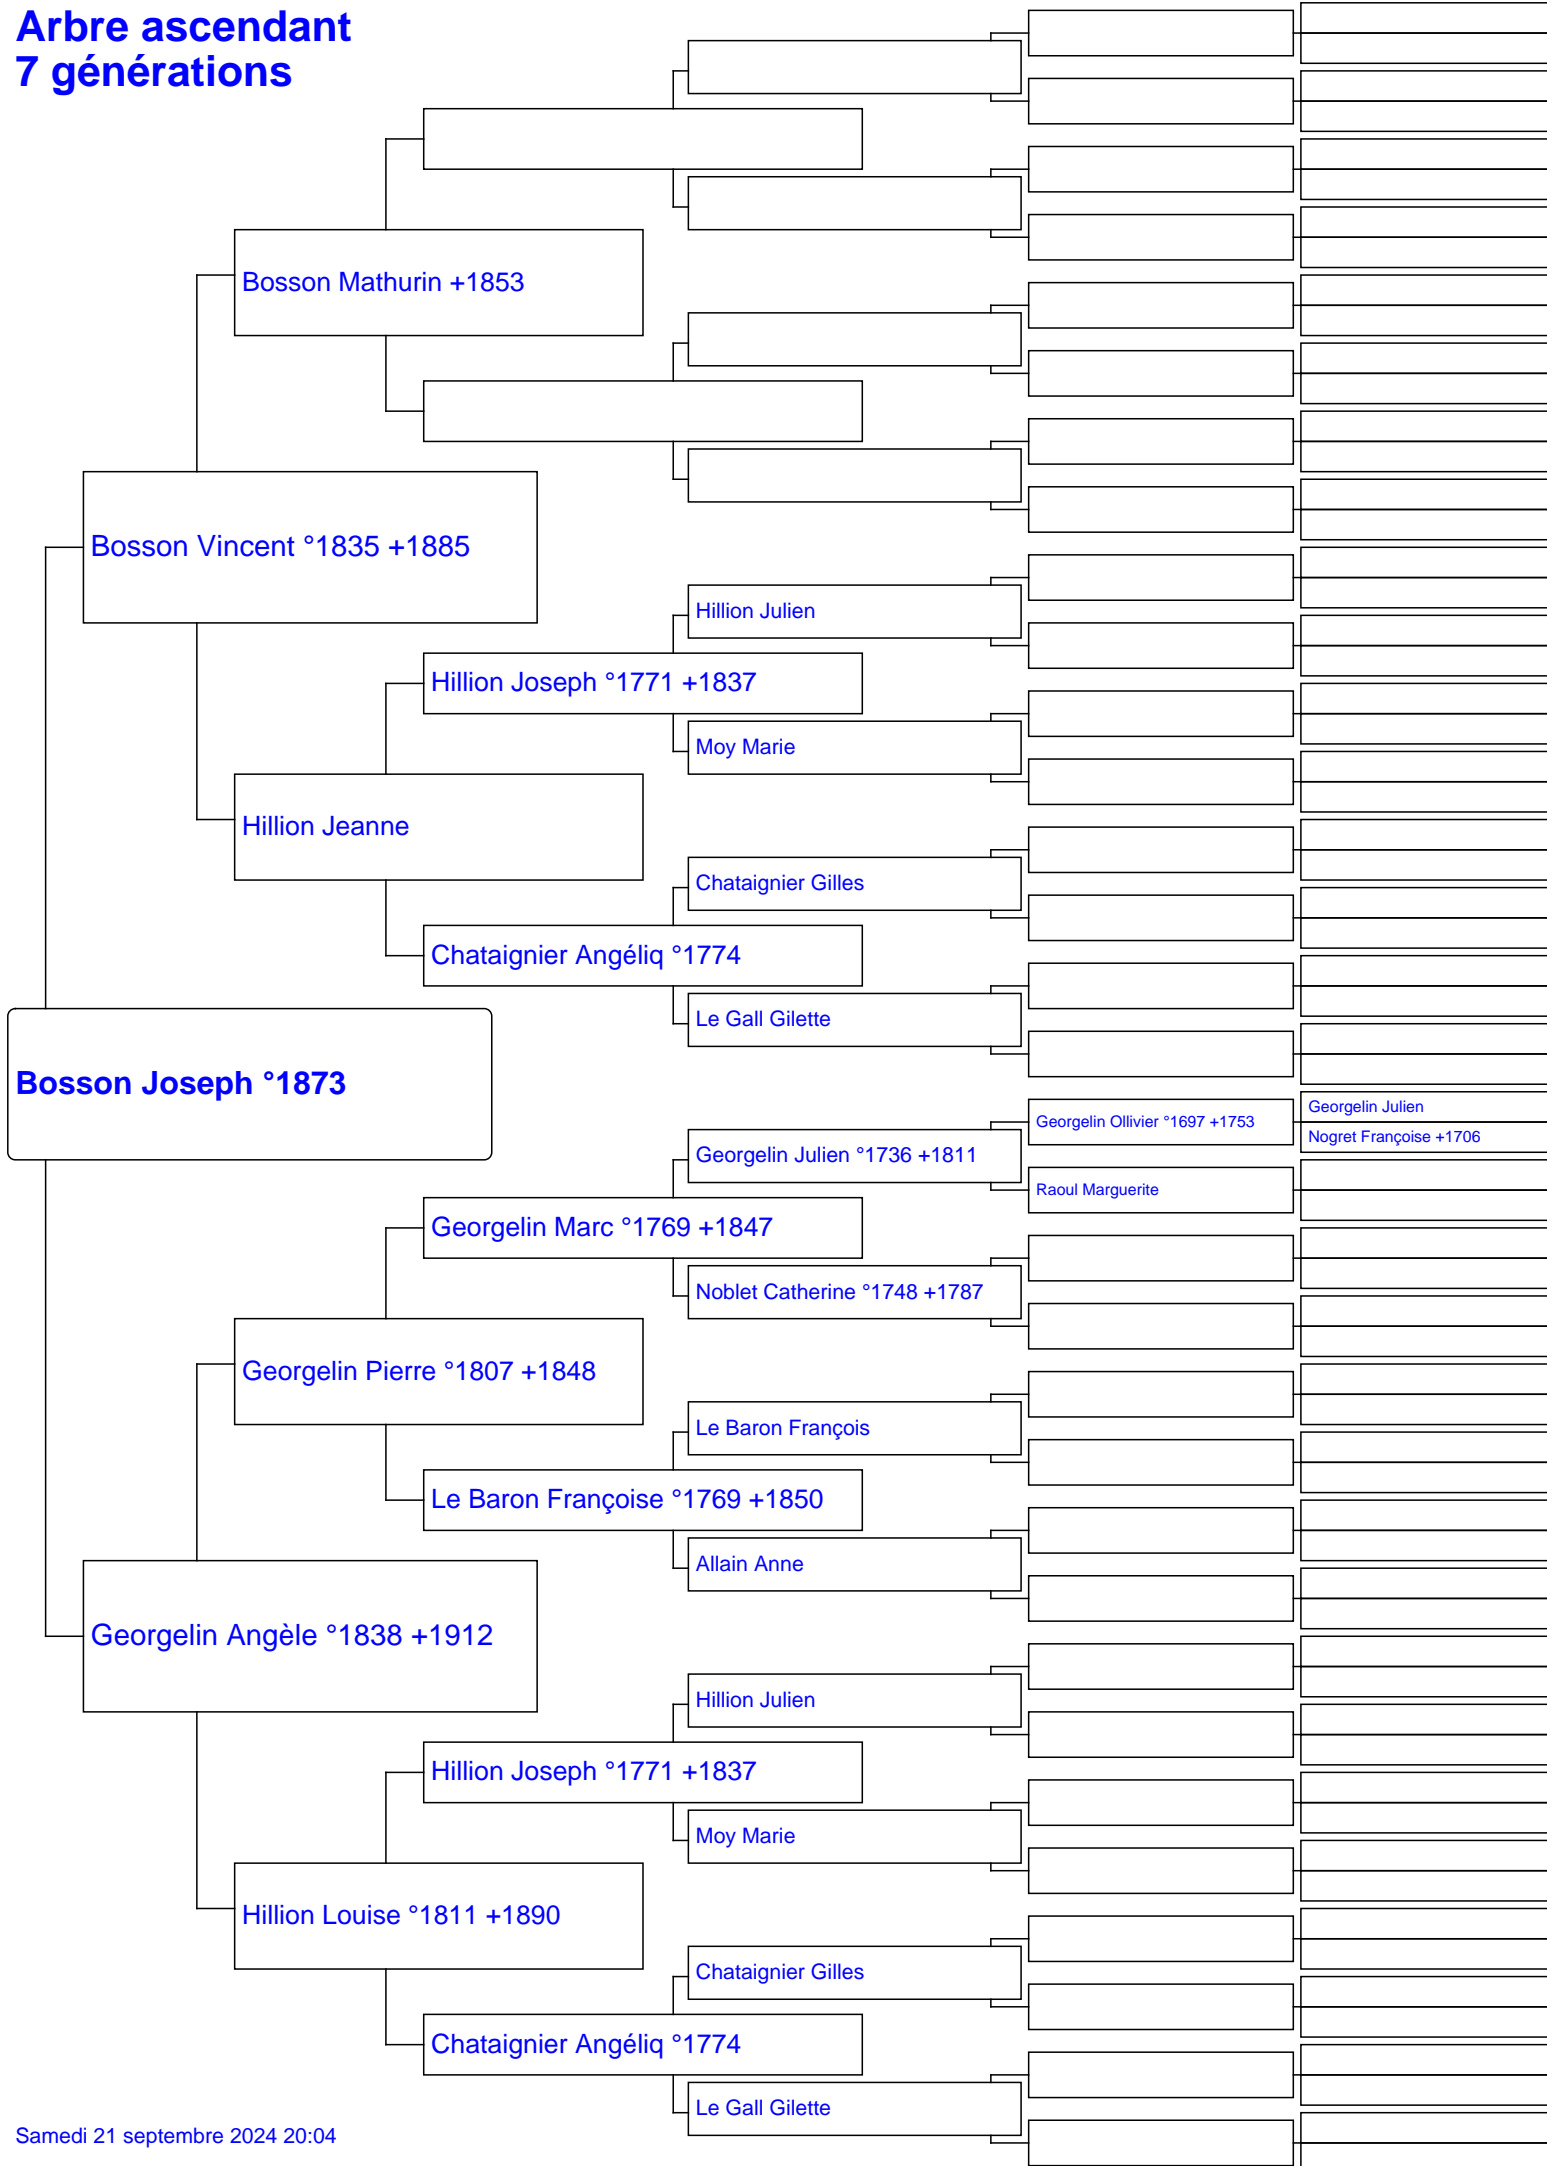 Arbre ascendant
7 générations
Bosson Mathurin +1853
Bosson Vincent °1835 +1885
Hillion Julien
Hillion Joseph °1771 +1837
Moy Marie
Hillion Jeanne
Chataignier Gilles
Chataignier Angéliq °1774
Le Gall Gilette
Bosson Joseph °1873
Georgelin Julien
Georgelin Ollivier °1697 +1753
Nogret Françoise +1706
Georgelin Julien °1736 +1811
Raoul Marguerite
Georgelin Marc °1769 +1847
Noblet Catherine °1748 +1787
Georgelin Pierre °1807 +1848
Le Baron François
Le Baron Françoise °1769 +1850
Allain Anne
Georgelin Angèle °1838 +1912
Hillion Julien
Hillion Joseph °1771 +1837
Moy Marie
Hillion Louise °1811 +1890
Chataignier Gilles
Chataignier Angéliq °1774
Le Gall Gilette
Samedi 21 septembre 2024 20:04